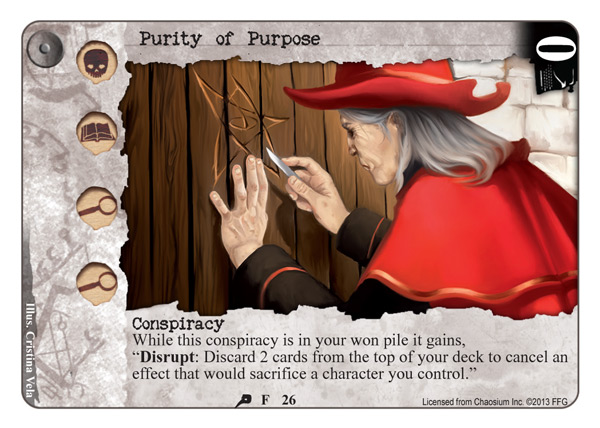 Purity of Purpose
0
Conspiracy
While this conspiracy is in your won pile it gains,
“Disrupt: Discard 2 cards from the top of your deck to cancel an
effect that would sacrifice a character you control.”
F 26
Licensed from Chaosium Inc. ©2013 FFG
Illus. Cristina Vela